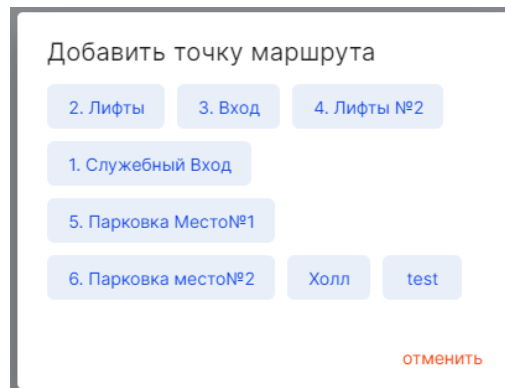 Добавить точку маршрута
2. Лифты 3. Вход 4. Лифты №2
1. Служебный Вход
5. Парковка Место№1
6. Парковка место№2 Холл test
отменить